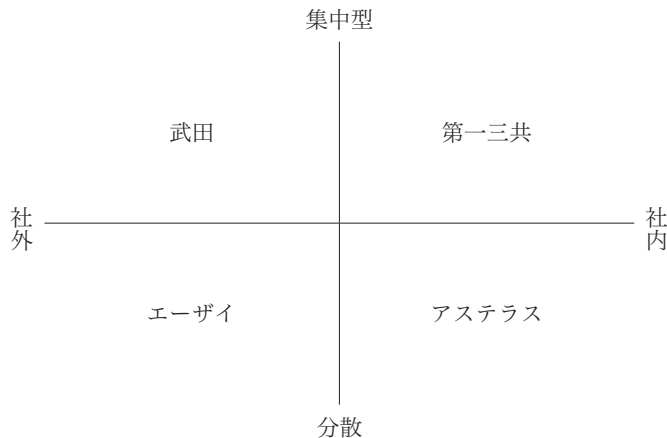 集中型
武田
第一三共
社外
社内
エーザイ
アステラス
分散